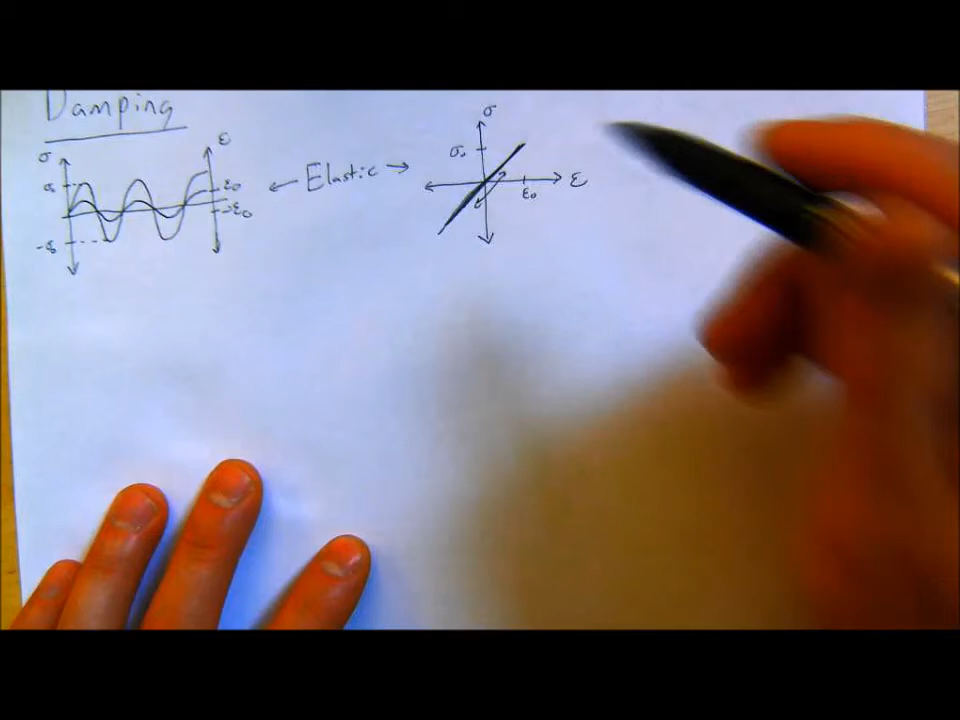 Damping
σ ε σ
σ₀ ε₀ ← Elastic → σ₀ ε
-ε₀ ε₀
-σ₀